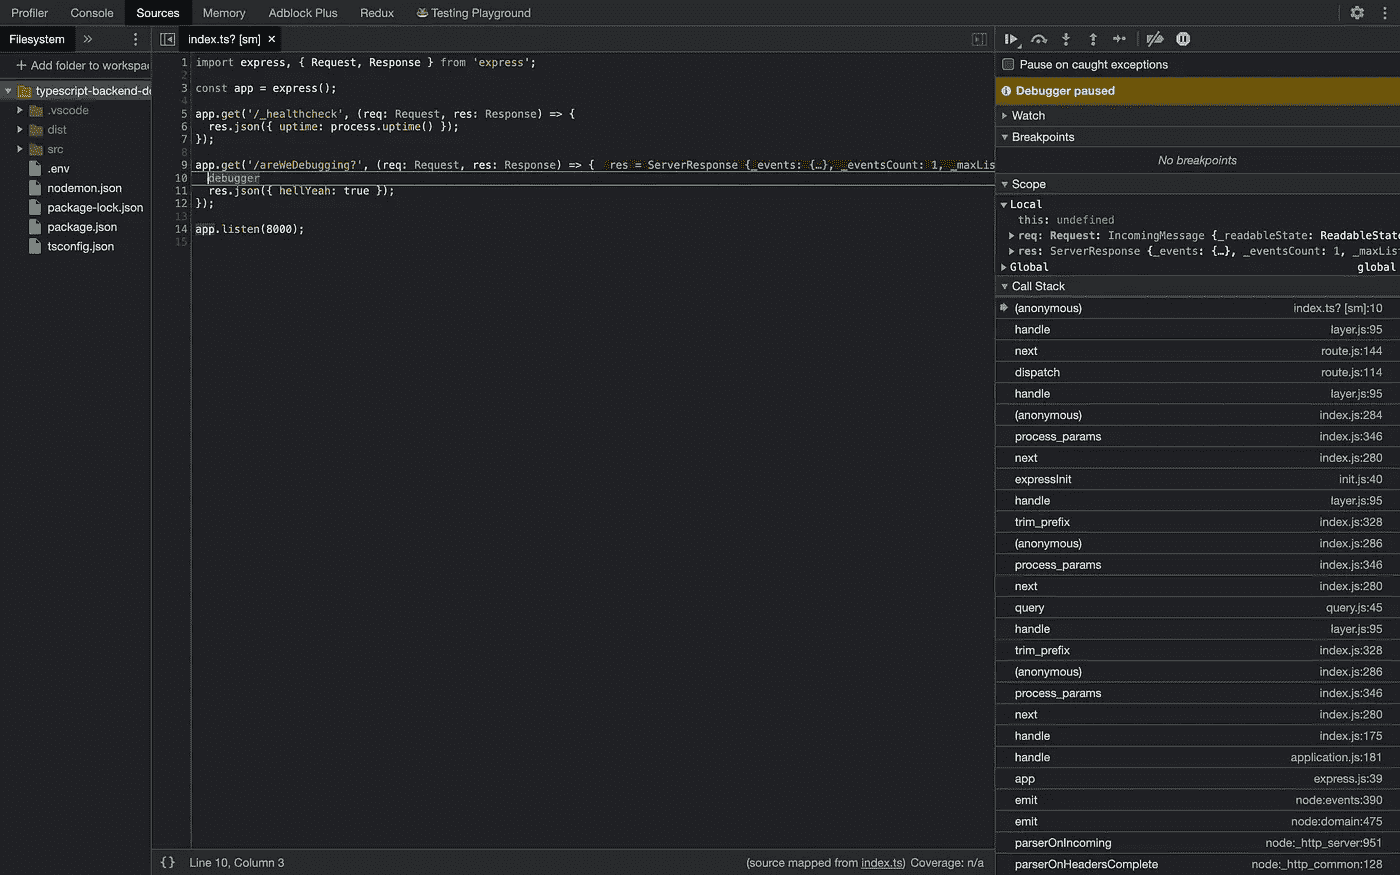 Profiler Console Sources Memory Adblock Plus Redux Testing Playground
Filesystem
index.ts? [sm]
Add folder to workspa
typescript-backend-de
.vscode
dist
src
.env
nodemon.json
package-lock.json
package.json
tsconfig.json
1 import express, { Request, Response } from 'express';
2
3 const app = express();
4
5 app.get('/_healthcheck', (req: Request, res: Response) => {
6 res.json({ uptime: process.uptime() });
7 });
8
9 app.get('/areWeDebugging?', (req: Request, res: Response) => { res = ServerResponse {_events: {…}, _eventsCount: 1, _maxLis
10 debugger
11 res.json({ hellYeah: true });
12 });
13
14 app.listen(8000);
15
{} Line 10, Column 3
(source mapped from index.ts) Coverage: n/a
Pause on caught exceptions
Debugger paused
Watch
Breakpoints
No breakpoints
Scope
Local
this: undefined
req: Request: IncomingMessage {_readableState: ReadableState
res: ServerResponse {_events: {…}, _eventsCount: 1, _maxLis
Global global
Call Stack
(anonymous) index.ts? [sm]:10
handle layer.js:95
next route.js:144
dispatch route.js:114
handle layer.js:95
(anonymous) index.js:284
process_params index.js:346
next index.js:280
expressInit init.js:40
handle layer.js:95
trim_prefix index.js:328
(anonymous) index.js:286
process_params index.js:346
next index.js:280
query query.js:45
handle layer.js:95
trim_prefix index.js:328
(anonymous) index.js:286
process_params index.js:346
next index.js:280
handle index.js:175
handle application.js:181
app express.js:39
emit node:events:390
emit node:domain:475
parserOnIncoming node:_http_server:951
parserOnHeadersComplete node:_http_common:128